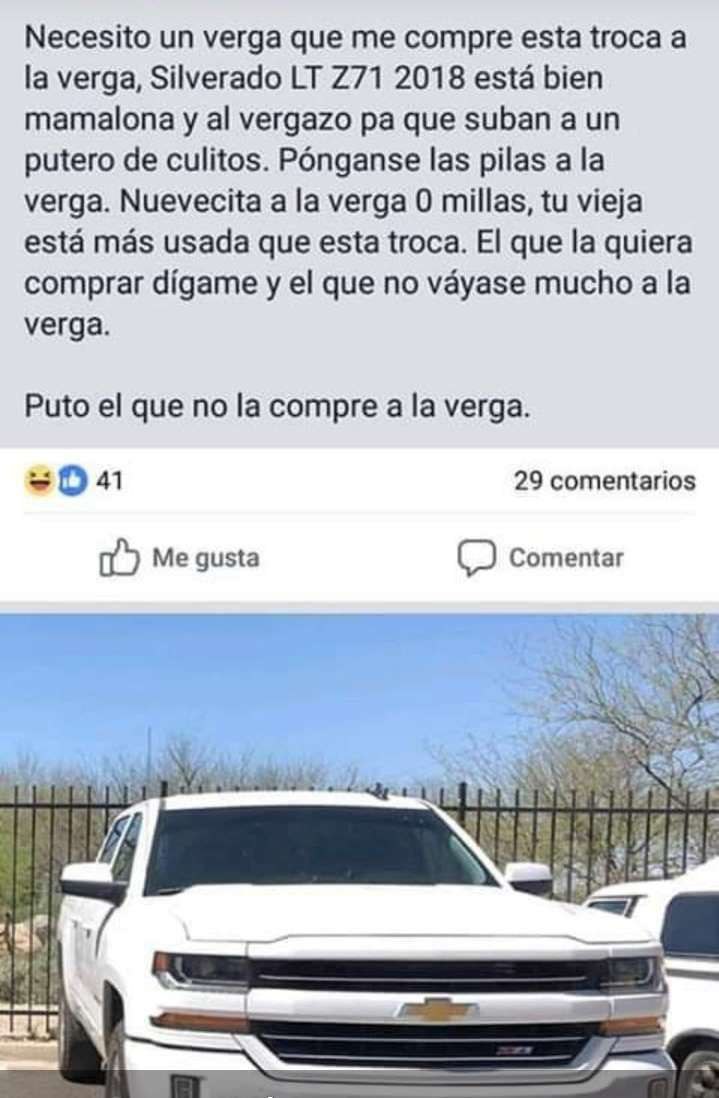 Necesito un verga que me compre esta troca a
la verga, Silverado LT Z71 2018 está bien
mamalona y al vergazo pa que suban a un
putero de culitos. Pónganse las pilas a la
verga. Nuevecita a la verga 0 millas, tu vieja
está más usada que esta troca. El que la quiera
comprar dígame y el que no váyase mucho a la
verga.
Puto el que no la compre a la verga.
41
29 comentarios
Me gusta
Comentar
Z71